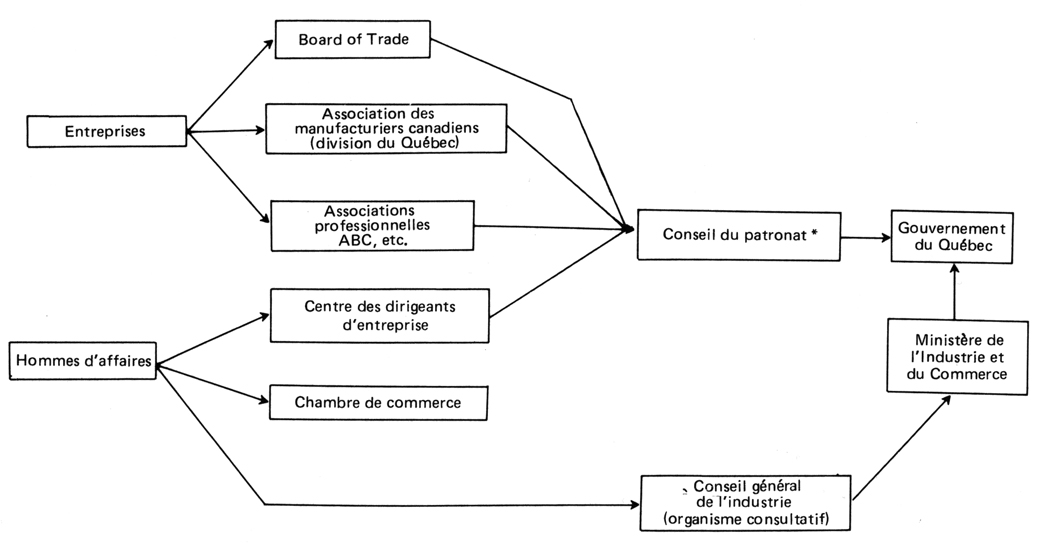 Board of Trade
Entreprises
Association des
manufacturiers canadiens
(division du Québec)
Associations
professionnelles
ABC, etc.
Conseil du patronat *
Gouvernement
du Québec
Centre des dirigeants
d'entreprise
Hommes d'affaires
Chambre de commerce
Ministère de
l'Industrie et
du Commerce
Conseil général
de l'industrie
(organisme consultatif)